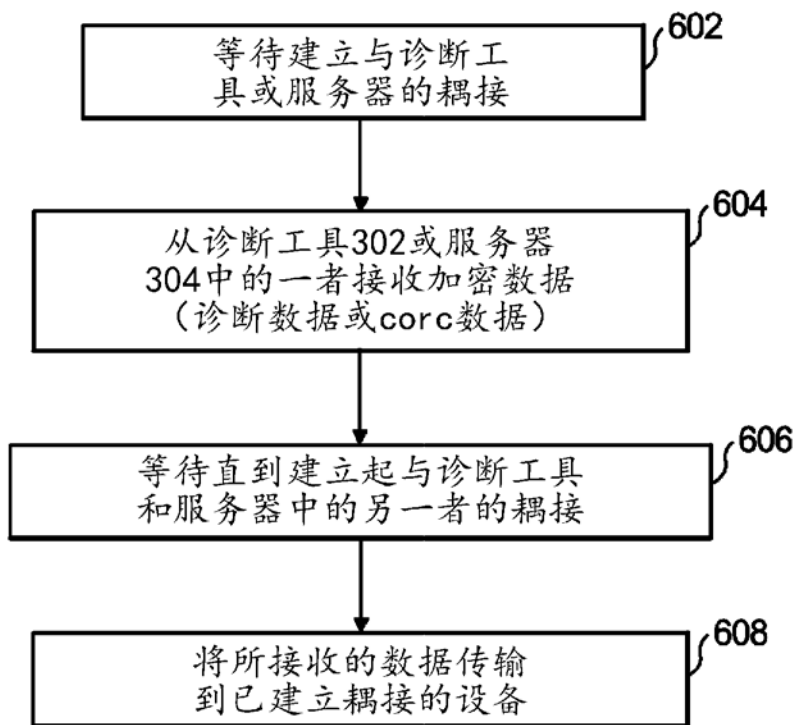 602
等待建立与诊断工
具或服务器的耦接
604
从诊断工具302或服务器
304中的一者接收加密数据
（诊断数据或corc数据）
606
等待直到建立起与诊断工具
和服务器中的另一者的耦接
608
将所接收的数据传输
到已建立耦接的设备